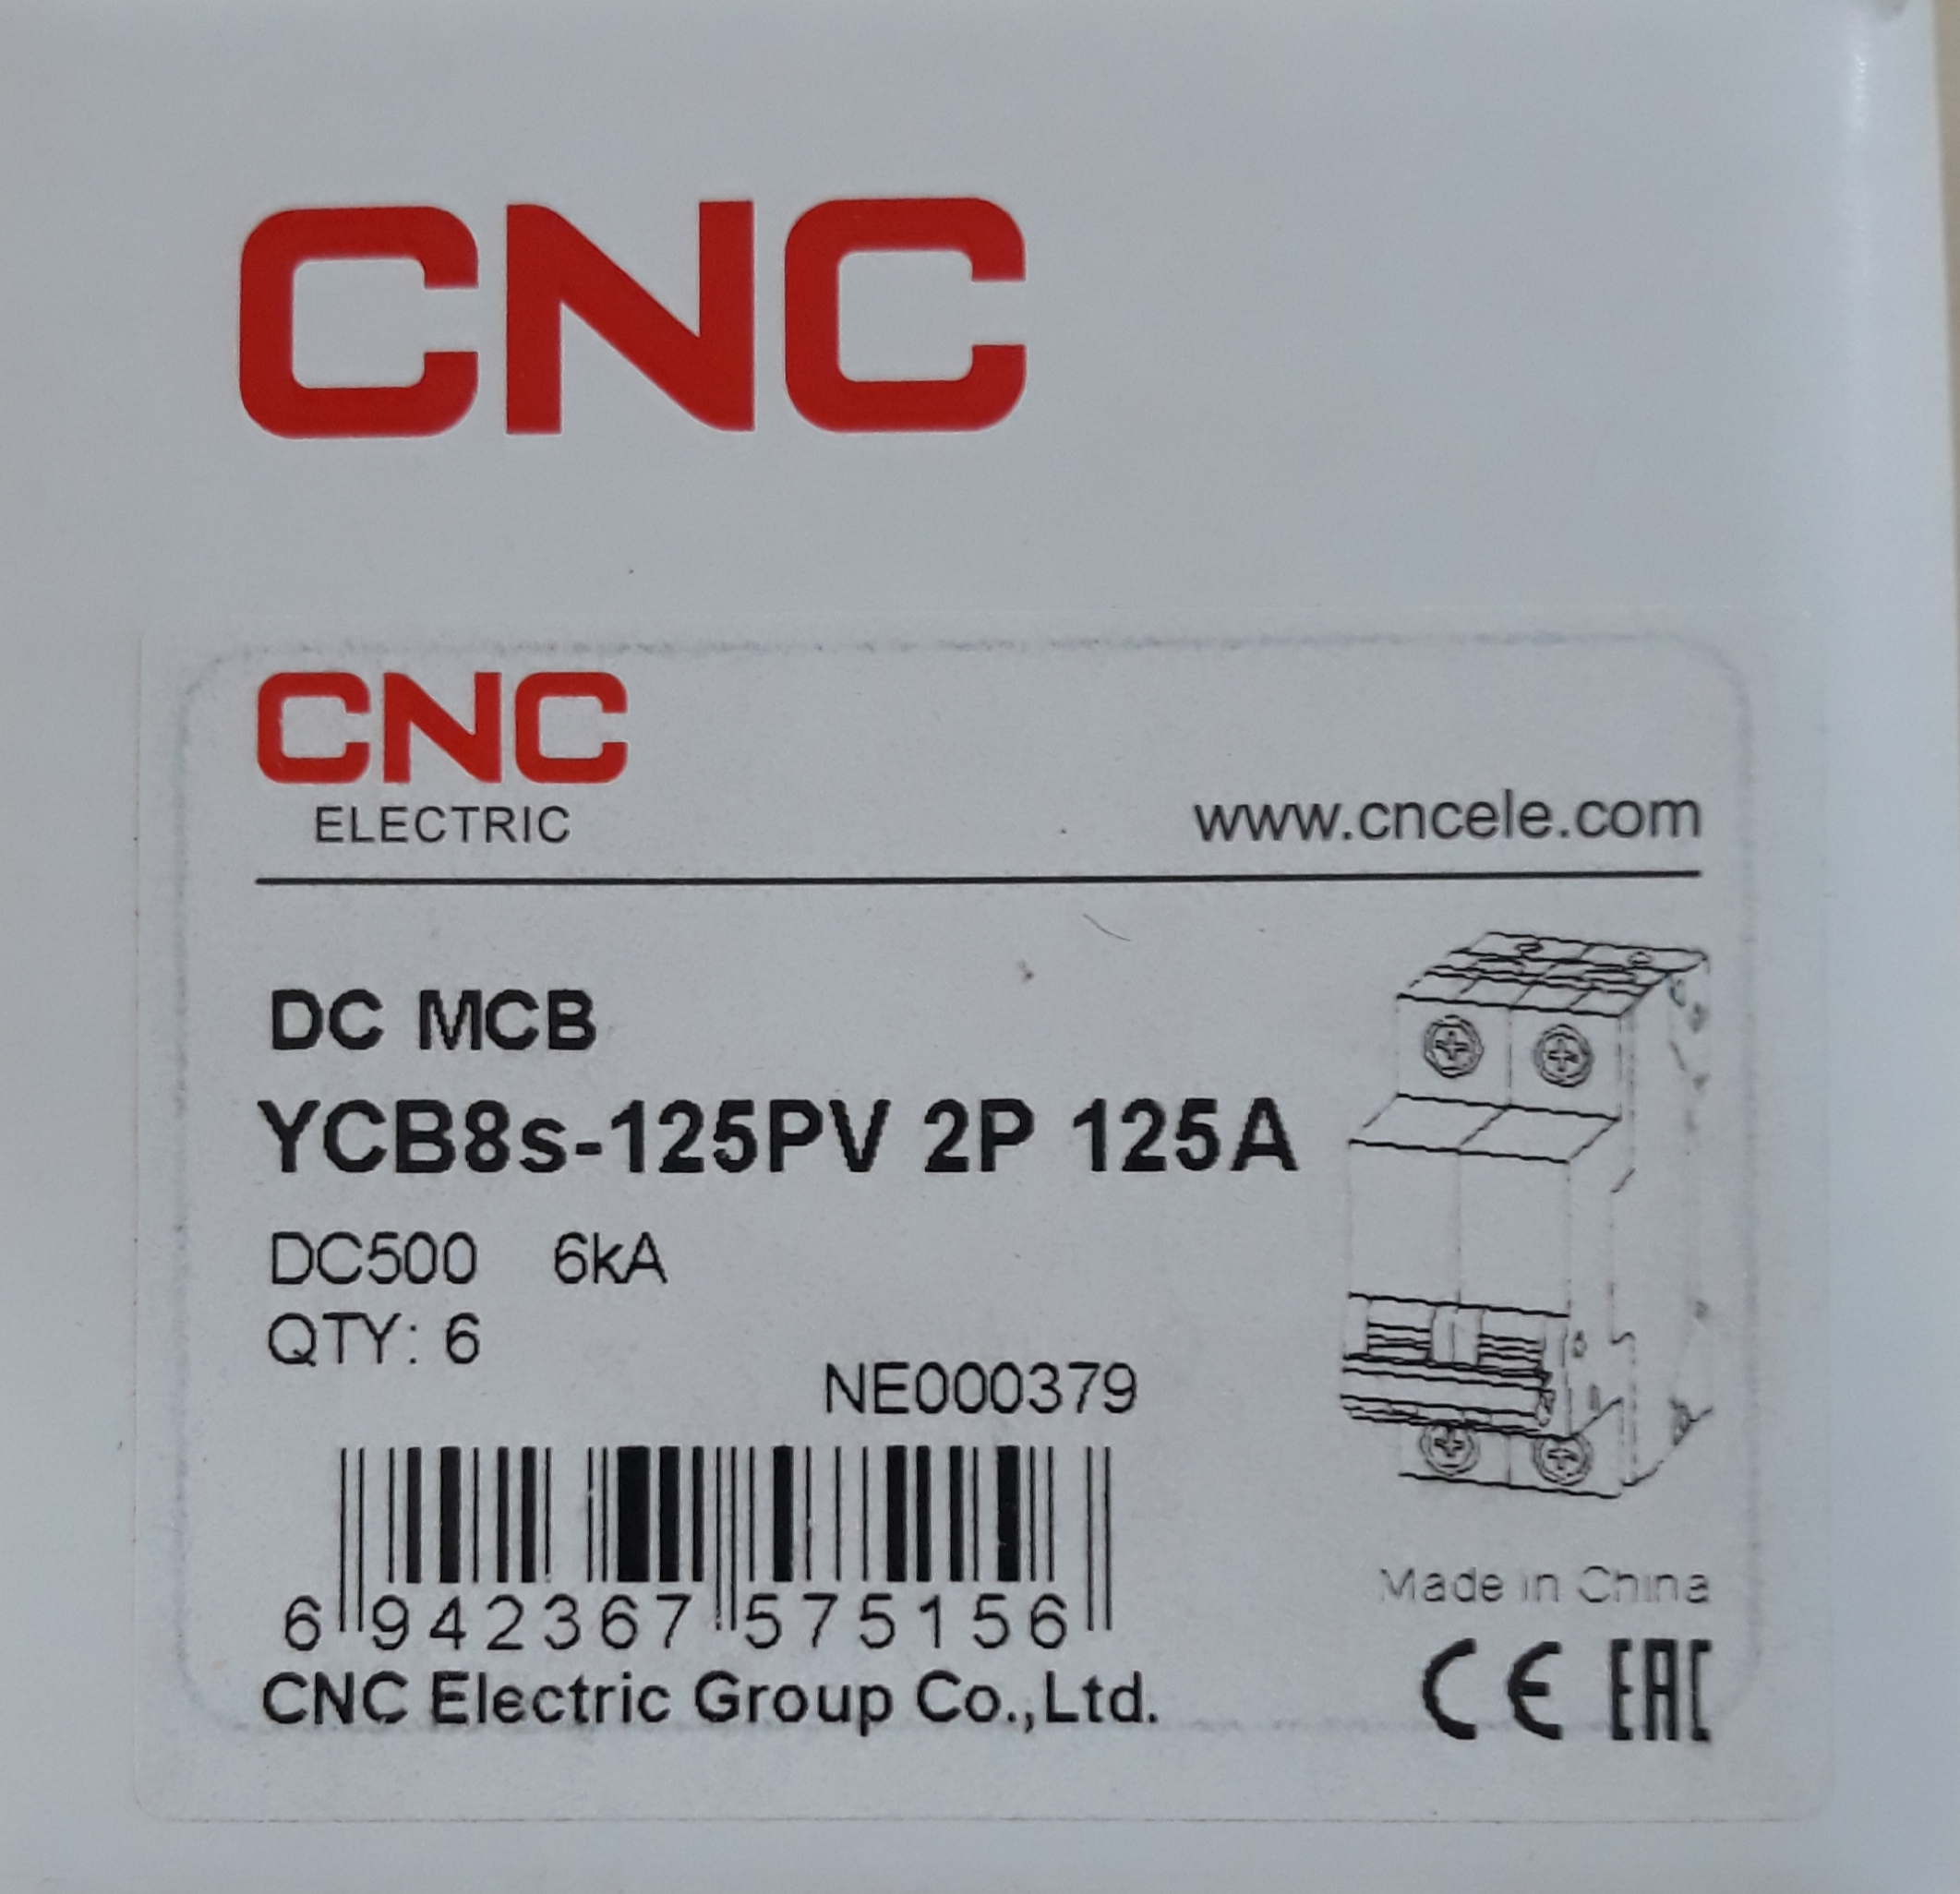 CNC
CNC
ELECTRIC
www.cncele.com
DC MCB
YCB8s-125PV 2P 125A
DC500 6kA
QTY: 6
NE000379
6 942367 575156
CNC Electric Group Co.,Ltd.
Made in China
CE EAC